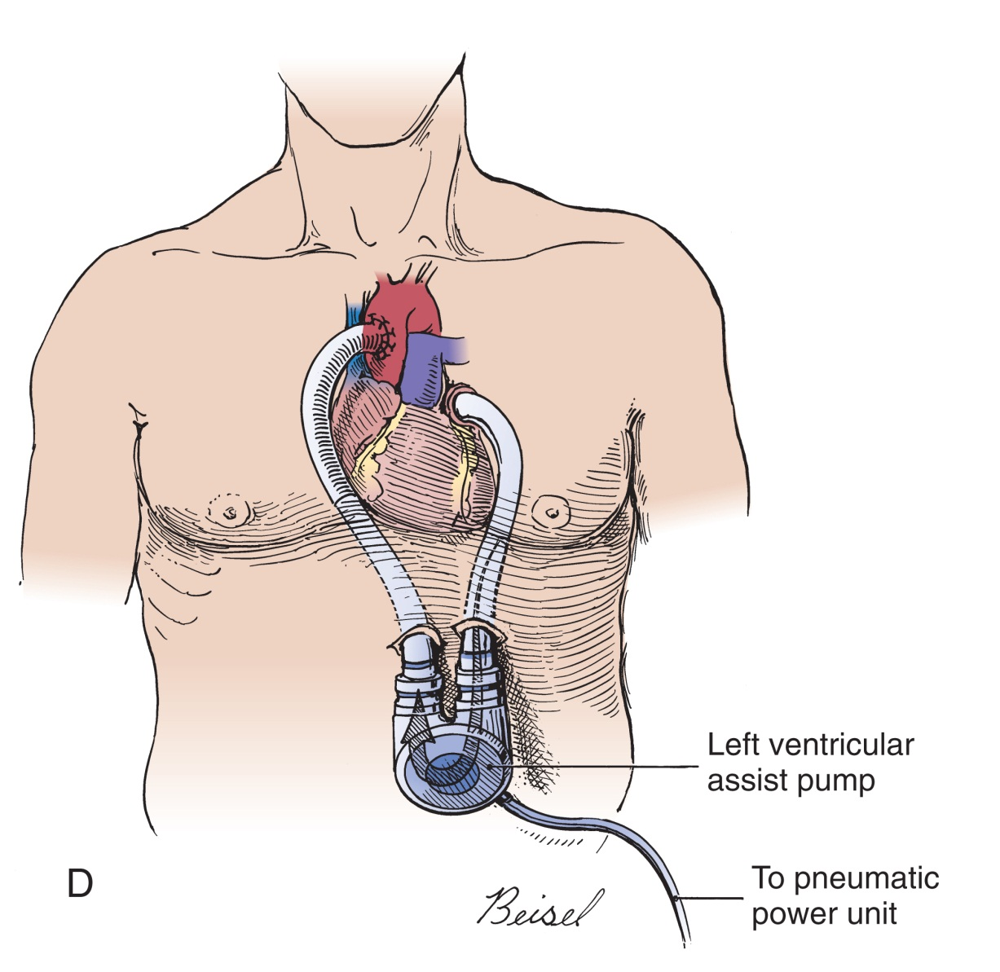 Left ventricular
assist pump
To pneumatic
power unit
D
Beisel